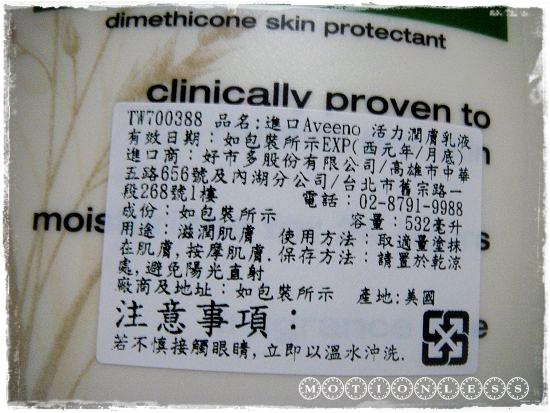 dimethicone skin protectant
clinically proven to
TW700388 品名:進口Aveeno 活力潤膚乳液
有效日期：如包裝所示EXP(西元年/月底)
進口商：好市多股份有限公司/高雄市中華
五路656號及內湖分公司/台北市舊宗路一
段268號1樓 電話：02-8791-9988
mois
成份：如包裝所示 容量：532毫升
用途：滋潤肌膚 使用方法：取適量塗抹
在肌膚,按摩肌膚.保存方法：請置於乾涼
處,避免陽光直射
廠商及地址：如包裝所示 產地:美國
注意事項：
若不慎接觸眼睛,立即以溫水沖洗.
MOTIONLESS